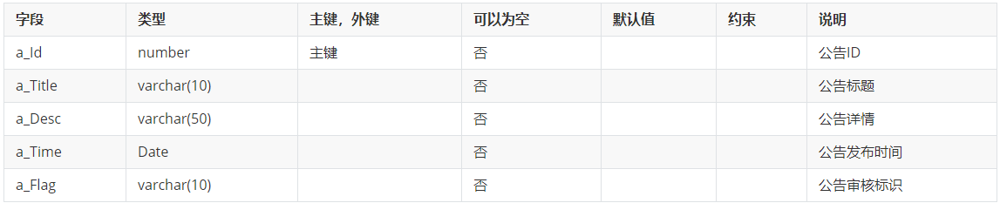 字段 类型 主键，外键 可以为空 默认值 约束 说明
a_Id number 主键 否 公告ID
a_Title varchar(10) 否 公告标题
a_Desc varchar(50) 否 公告详情
a_Time Date 否 公告发布时间
a_Flag varchar(10) 否 公告审核标识